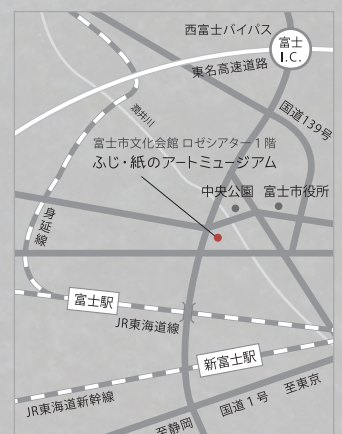 西富士バイパス
富士
I.C.
東名高速道路
国道139号
潤井川
富士市文化会館 ロゼシアター１階
ふじ・紙のアートミュージアム
中央公園
富士市役所
身延線
富士駅
JR東海道線
新富士駅
JR東海道新幹線
国道１号
至東京
至静岡